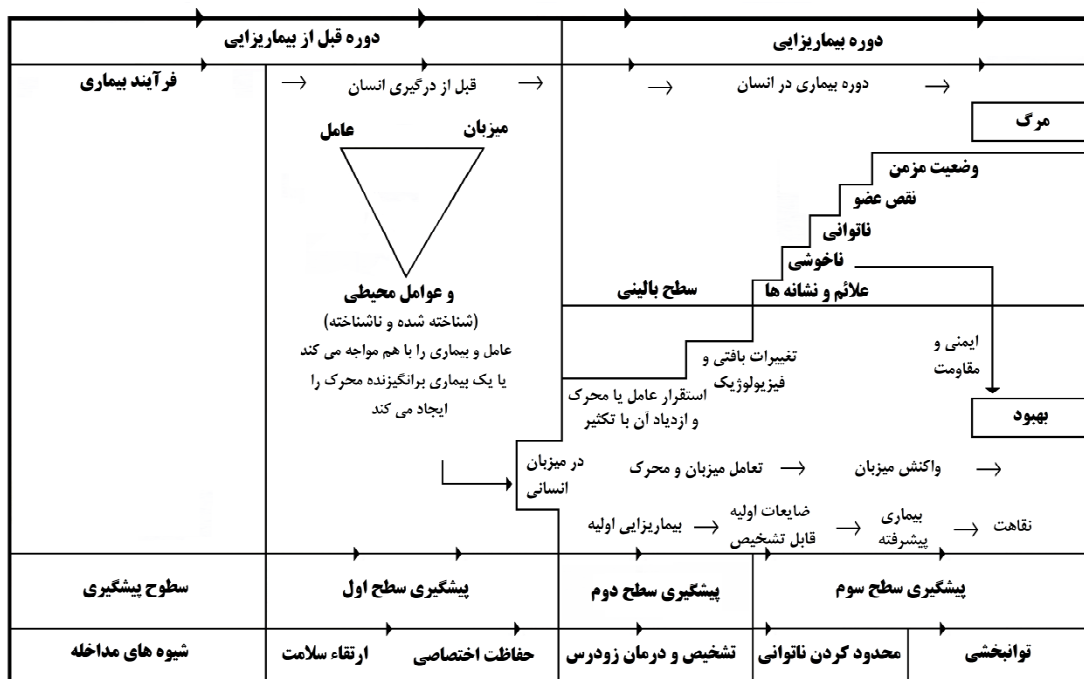 دوره قبل از بیماریزایی
دوره بیماریزایی
فرآیند بیماری
قبل از درگیری انسان
دوره بیماری در انسان
عامل
میزبان
و عوامل محیطی
(شناخته شده و ناشناخته)
عامل و بیماری را با هم مواجه می کند
یا یک بیماری برانگیزنده محرک را
ایجاد می کند
مرگ
وضعیت مزمن
نقص عضو
ناتوانی
ناخوشی
علائم و نشانه ها
سطح بالینی
تغییرات بافتی و
فیزیولوژیک
استقرار عامل یا محرک
و ازدیاد آن با تکثیر
ایمنی و
مقاومت
بهبود
در میزبان
انسانی
تعامل میزبان و محرک
واکنش میزبان
بیماریزایی اولیه
ضایعات اولیه
قابل تشخیص
بیماری
پیشرفته
نقاهت
سطوح پیشگیری
پیشگیری سطح اول
پیشگیری سطح دوم
پیشگیری سطح سوم
شیوه های مداخله
ارتقاء سلامت
حفاظت اختصاصی
تشخیص و درمان زودرس
محدود کردن ناتوانی
توانبخشی